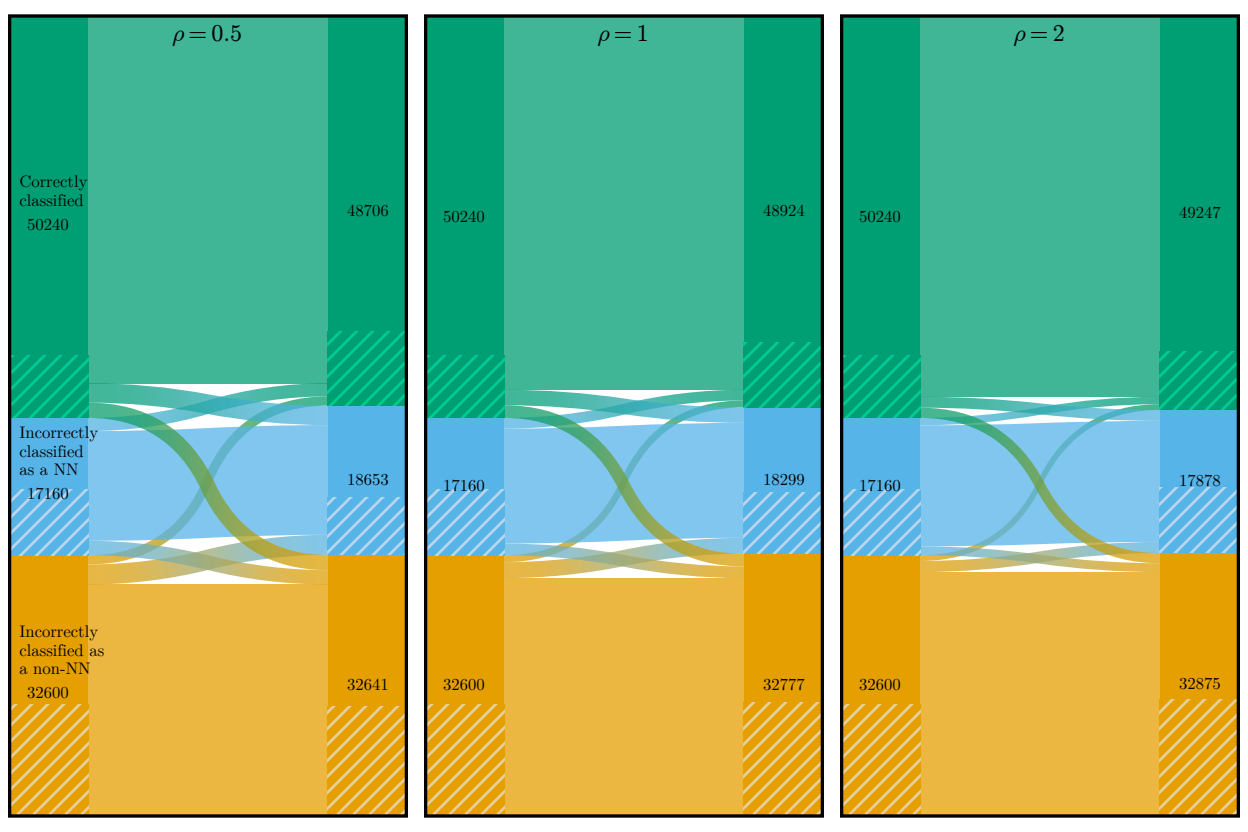 ρ = 0.5
Correctly
classified
50240
48706
Incorrectly
classified
as a NN
17160
18653
Incorrectly
classified as
a non-NN
32600
32641
ρ = 1
50240
48924
17160
18299
32600
32777
ρ = 2
50240
49247
17160
17878
32600
32875